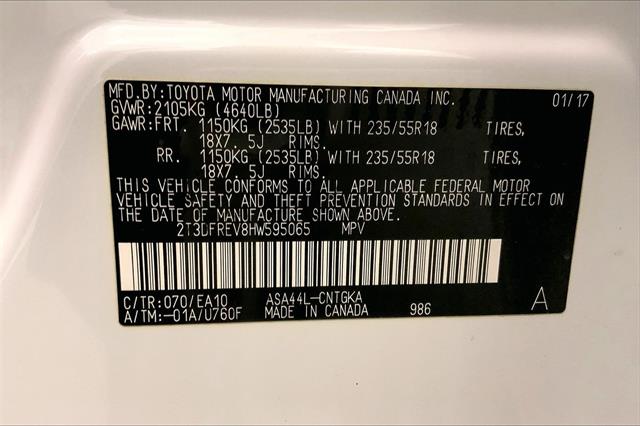 MFD.BY:TOYOTA MOTOR MANUFACTURING CANADA INC. 01/17
GVWR:2105KG (4640LB)
GAWR:FRT. 1150KG (2535LB) WITH 235/55R18 TIRES,
18X7. 5J RIMS.
RR. 1150KG (2535LB) WITH 235/55R18 TIRES,
18X7. 5J RIMS.
THIS VEHICLE CONFORMS TO ALL APPLICABLE FEDERAL MOTOR
VEHICLE SAFETY AND THEFT PREVENTION STANDARDS IN EFFECT ON
THE DATE OF MANUFACTURE SHOWN ABOVE.
2T3DFREV8HW595065 MPV
C/TR:070/EA10 ASA44L-CNTGKA A
A/TM:-01A/U760F MADE IN CANADA 986